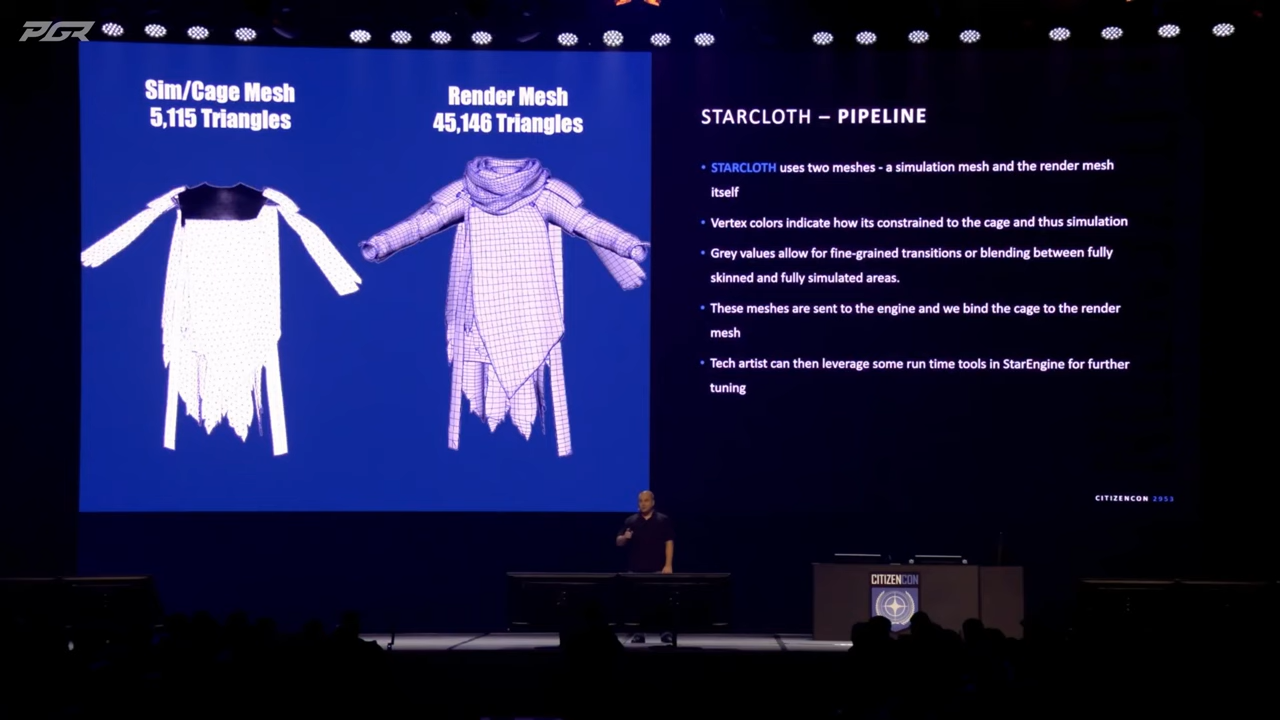 PGR
Sim/Cage Mesh
5,115 Triangles
Render Mesh
45,146 Triangles
STARCLOTH – PIPELINE
• STARCLOTH uses two meshes - a simulation mesh and the render mesh
itself
• Vertex colors indicate how its constrained to the cage and thus simulation
• Grey values allow for fine-grained transitions or blending between fully
skinned and fully simulated areas.
• These meshes are sent to the engine and we bind the cage to the render
mesh
• Tech artist can then leverage some run time tools in StarEngine for further
tuning
CITIZENCON 2953
CITIZENCON